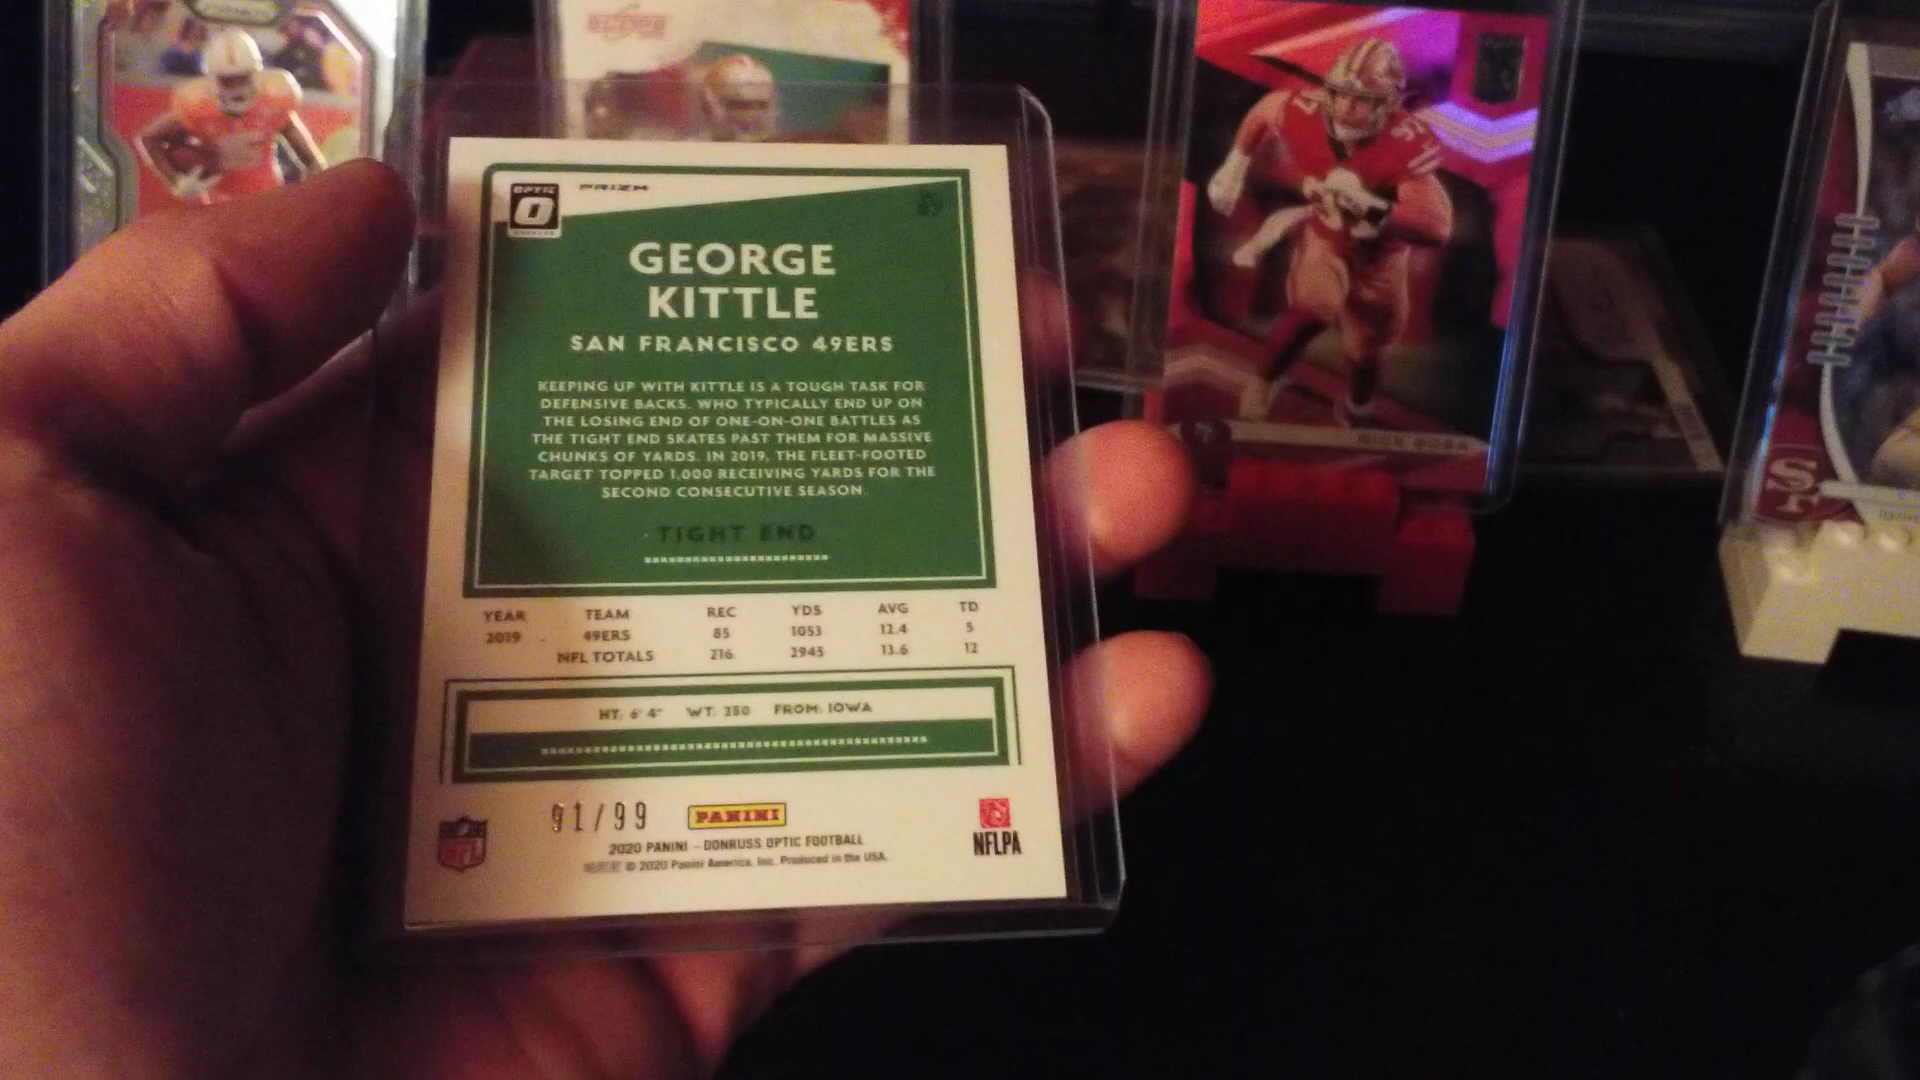 SCORE
OPTIC
PRIZM
GEORGE
KITTLE
SAN FRANCISCO 49ERS
KEEPING UP WITH KITTLE IS A TOUGH TASK FOR
DEFENSIVE BACKS, WHO TYPICALLY END UP ON
THE LOSING END OF ONE-ON-ONE BATTLES AS
THE TIGHT END SKATES PAST THEM FOR MASSIVE
CHUNKS OF YARDS. IN 2019, THE FLEET-FOOTED
TARGET TOPPED 1,000 RECEIVING YARDS FOR THE
SECOND CONSECUTIVE SEASON.
TIGHT END
YEAR TEAM REC YDS AVG TD
2019 49ERS 85 1053 12.4 5
NFL TOTALS 216 2945 13.6 12
HT: 6' 4" WT: 250 FROM: IOWA
91/99 PANINI
NFL
NFLPA
2020 PANINI – DONRUSS OPTIC FOOTBALL
© 2020 Panini America, Inc. Produced in the USA.
NICK BOSA
SF